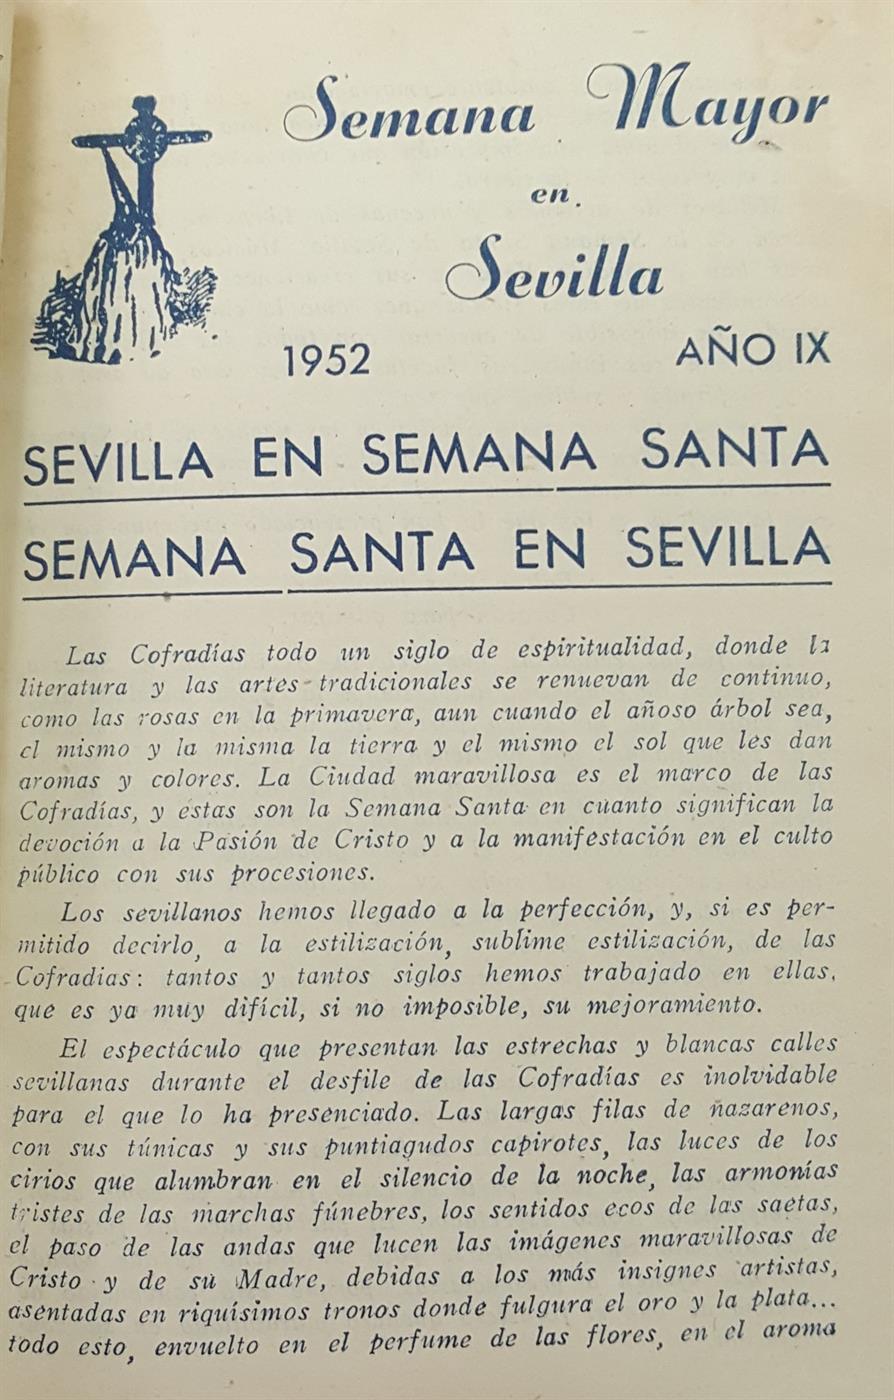 Semana Mayor
en
Sevilla
1952 AÑO IX
SEVILLA EN SEMANA SANTA
SEMANA SANTA EN SEVILLA
Las Cofradías todo un siglo de espiritualidad, donde la
literatura y las artes tradicionales se renuevan de continuo,
como las rosas en la primavera, aun cuando el añoso árbol sea,
el mismo y la misma la tierra y el mismo el sol que les dan
aromas y colores. La Ciudad maravillosa es el marco de las
Cofradías, y éstas son la Semana Santa en cuanto significan la
devoción a la Pasión de Cristo y a la manifestación en el culto
público con sus procesiones.
Los sevillanos hemos llegado a la perfección, y, si es per-
mitido decirlo, a la estilización, sublime estilización, de las
Cofradías: tantos y tantos siglos hemos trabajado en ellas,
que es ya muy difícil, si no imposible, su mejoramiento.
El espectáculo que presentan las estrechas y blancas calles
sevillanas durante el desfile de las Cofradías es inolvidable
para el que lo ha presenciado. Las largas filas de nazarenos,
con sus túnicas y sus puntiagudos capirotes, las luces de los
cirios que alumbran en el silencio de la noche, las armonías
tristes de las marchas fúnebres, los sentidos ecos de las saetas,
el paso de las andas que lucen las imágenes maravillosas de
Cristo y de su Madre, debidas a los más insignes artistas,
asentadas en riquísimos tronos donde fulgura el oro y la plata...
todo esto, envuelto en el perfume de las flores, en el aroma